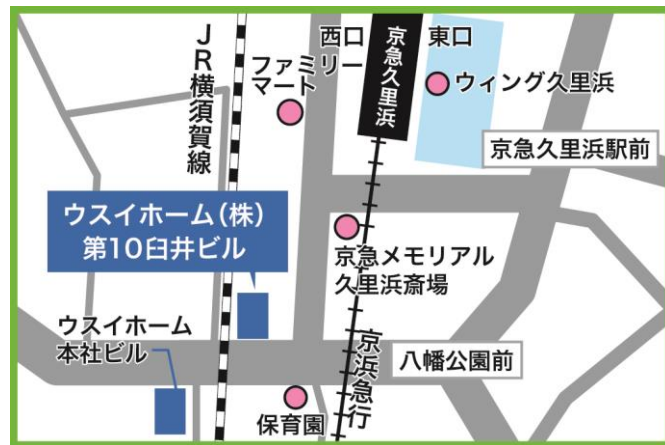 JR横須賀線
ファミリー
マート
西口
京急久里浜
東口
ウィング久里浜
京急久里浜駅前
ウスイホーム(株)
第10臼井ビル
京急メモリアル
久里浜斎場
ウスイホーム
本社ビル
京浜急行
八幡公園前
保育園